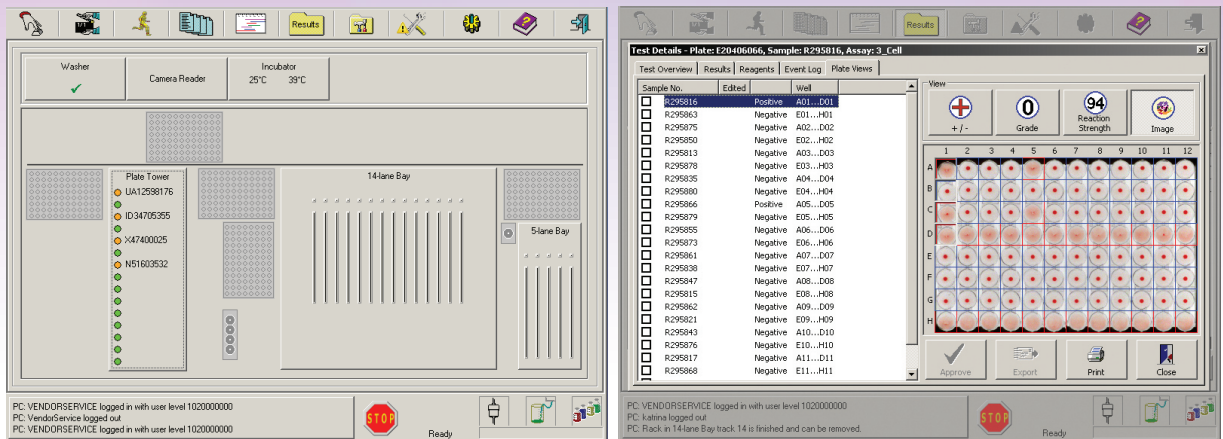 Results
Washer
Camera Reader
Incubator
25°C 39°C
Plate Tower
UA12598176
ID34705355
X47400025
N51603532
14-lane Bay
5-lane Bay
PC: VENDORSERVICE logged in with user level 1020000000
PC: VendorService logged out
PC: VENDORSERVICE logged in with user level 1020000000
STOP
Ready
Results
Test Details - Plate: E20406066, Sample: R295816, Assay: 3_Cell
Test Overview Results Reagents Event Log Plate Views
Sample No. Edited Well
R295816 Positive A01...D01
R295863 Negative E01...H01
R295875 Negative A02...D02
R295850 Negative E02...H02
R295813 Negative A03...D03
R295878 Negative E03...H03
R295835 Negative A04...D04
R295880 Negative E04...H04
R295866 Positive A05...D05
R295879 Negative E05...H05
R295855 Negative A06...D06
R295873 Negative E06...H06
R295861 Negative A07...D07
R295838 Negative E07...H07
R295847 Negative A08...D08
R295815 Negative E08...H08
R295862 Negative A09...D09
R295821 Negative E09...H09
R295843 Negative A10...D10
R295876 Negative E10...H10
R295817 Negative A11...D11
R295868 Negative E11...H11
View
+ / -
0
Grade
94
Reaction
Strength
Image
1 2 3 4 5 6 7 8 9 10 11 12
A
B
C
D
E
F
G
H
Approve
Export
Print
Close
PC: VENDORSERVICE logged in with user level 1020000000
PC: katrina logged out
PC: Rack in 14-lane Bay track 14 is finished and can be removed.
STOP
Ready